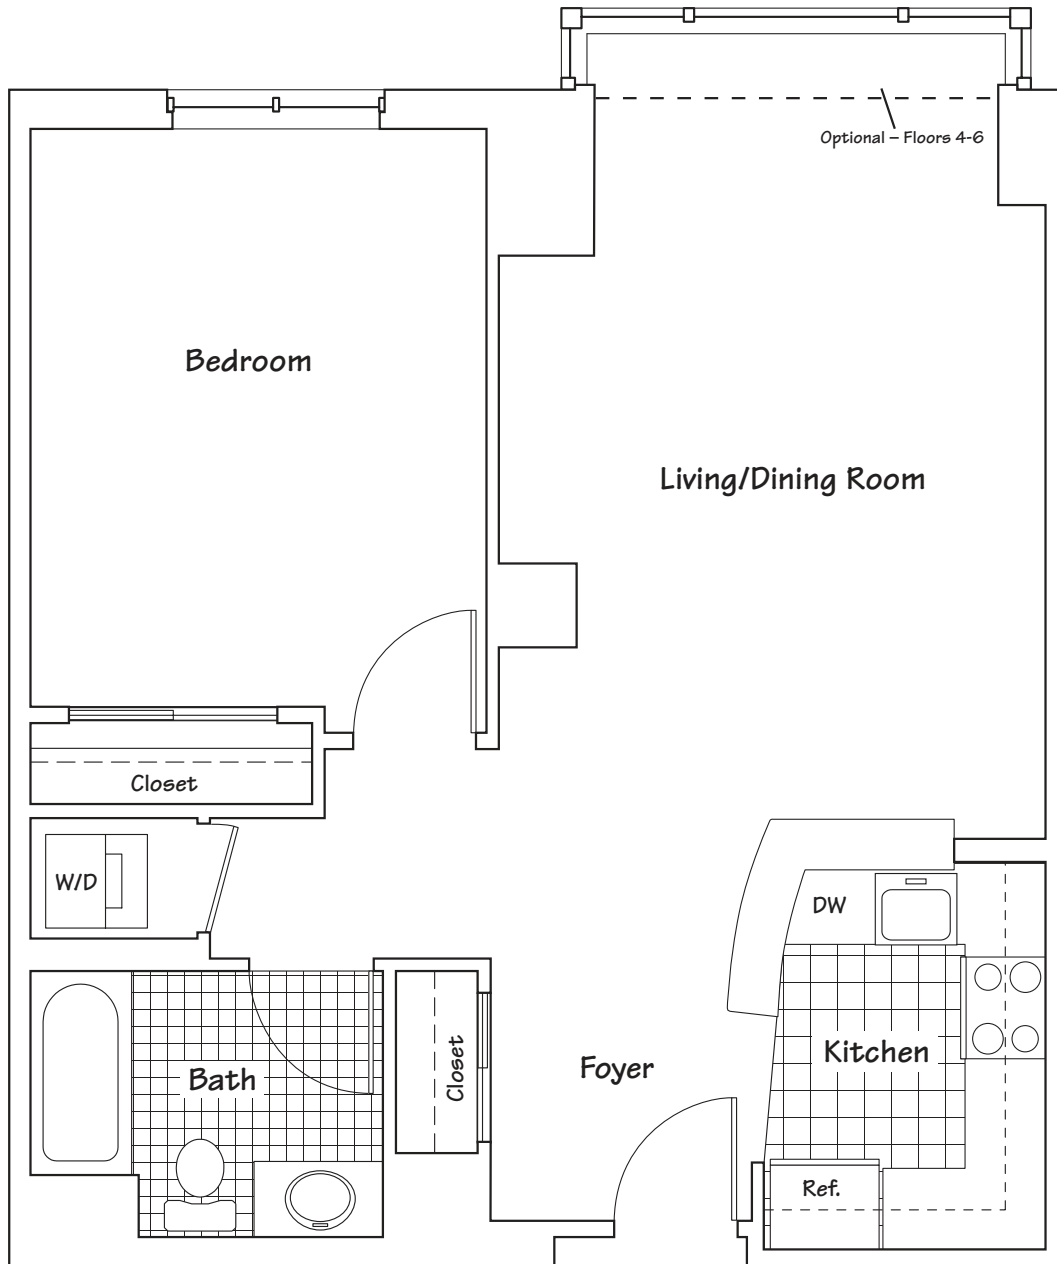 Optional – Floors 4-6
Bedroom
Living/Dining Room
Closet
W/D
DW
Kitchen
Closet
Foyer
Bath
Ref.